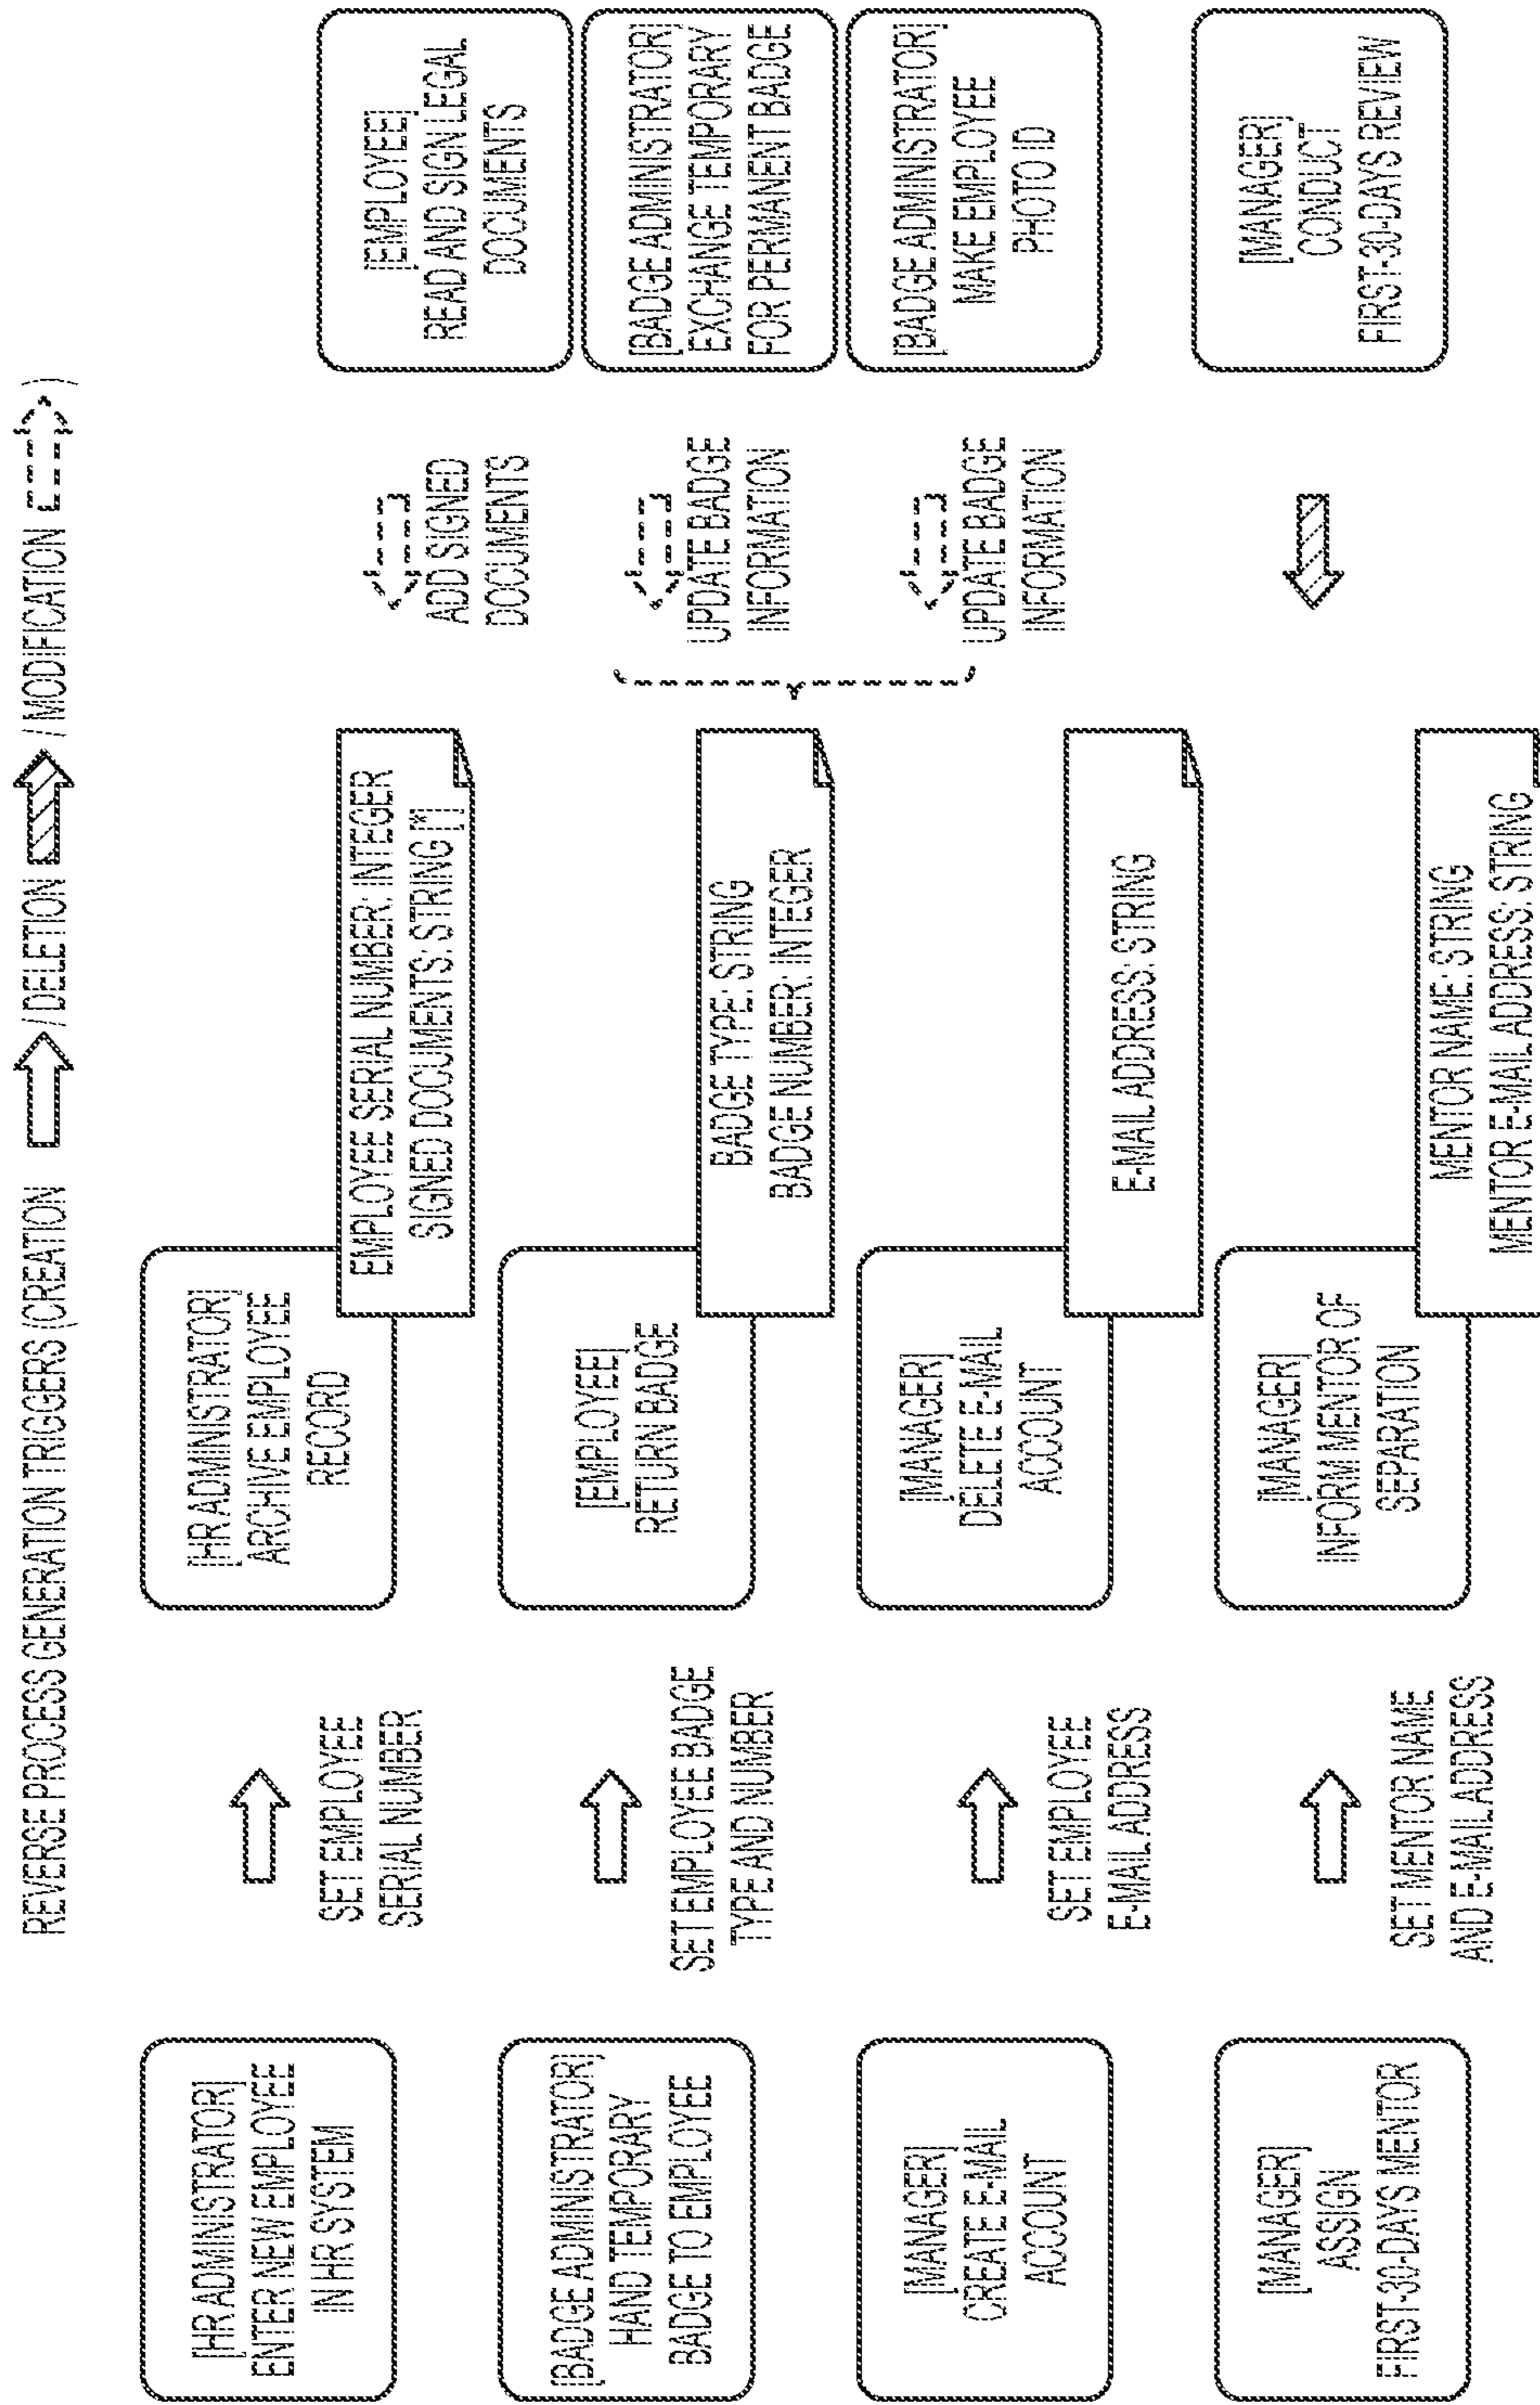 REVERSE PROCESS GENERATION TRIGGERS (CREATION / DELETION / MODIFICATION )
[HR ADMINISTRATOR]
ENTER NEW EMPLOYEE
IN HR SYSTEM
SET EMPLOYEE
SERIAL NUMBER
[HR ADMINISTRATOR]
ARCHIVE EMPLOYEE
RECORD
EMPLOYEE SERIAL NUMBER: INTEGER
SIGNED DOCUMENTS: STRING [*]
ADD SIGNED
DOCUMENTS
[EMPLOYEE]
READ AND SIGN LEGAL
DOCUMENTS
[BADGE ADMINISTRATOR]
HAND TEMPORARY
BADGE TO EMPLOYEE
SET EMPLOYEE BADGE
TYPE AND NUMBER
[EMPLOYEE]
RETURN BADGE
BADGE TYPE: STRING
BADGE NUMBER: INTEGER
UPDATE BADGE
INFORMATION
[BADGE ADMINISTRATOR]
EXCHANGE TEMPORARY
FOR PERMANENT BADGE
UPDATE BADGE
INFORMATION
[BADGE ADMINISTRATOR]
MAKE EMPLOYEE
PHOTO ID
[MANAGER]
CREATE E-MAIL
ACCOUNT
SET EMPLOYEE
E-MAIL ADDRESS
[MANAGER]
DELETE E-MAIL
ACCOUNT
E-MAIL ADDRESS: STRING
[MANAGER]
ASSIGN
FIRST-30-DAYS MENTOR
SET MENTOR NAME
AND E-MAIL ADDRESS
[MANAGER]
INFORM MENTOR OF
SEPARATION
MENTOR NAME: STRING
MENTOR E-MAIL ADDRESS: STRING
[MANAGER]
CONDUCT
FIRST-30-DAYS REVIEW